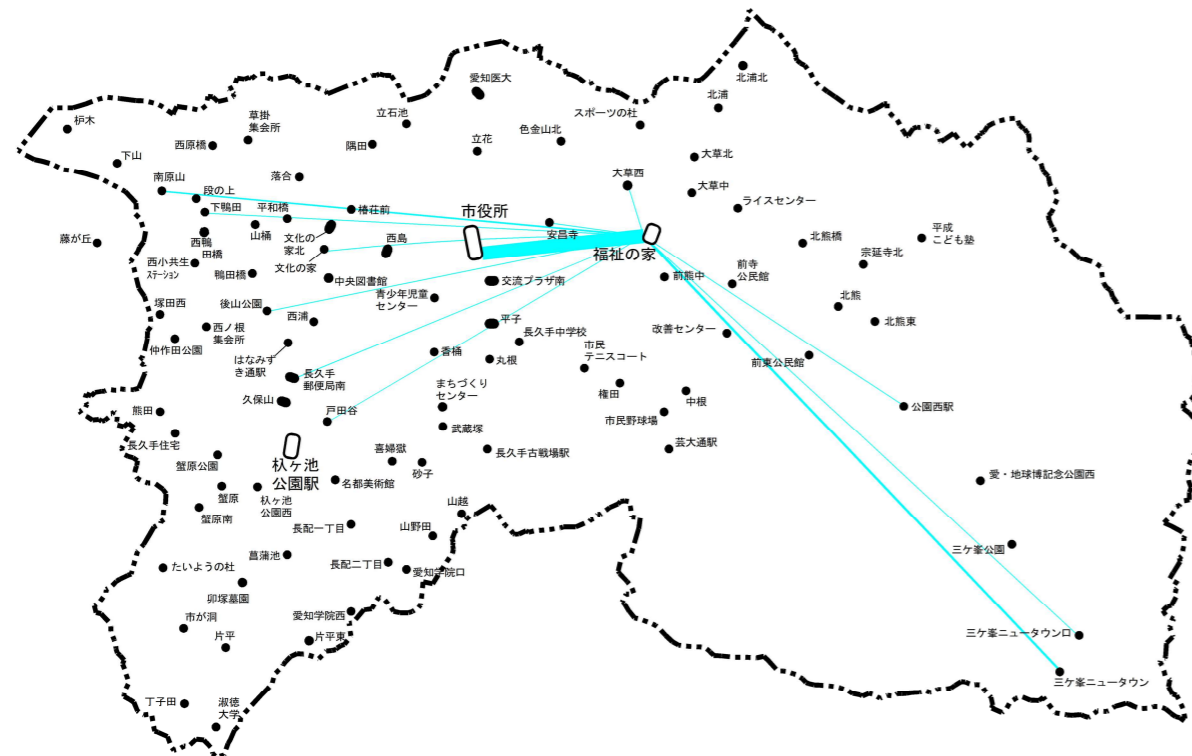 愛知医大
北浦北
北浦
スポーツの杜
立石池
色金山北
立花
隅田
草掛
集会所
西原橋
枦木
下山
南原山
段の上
落合
下鴨田
平和橋
椿荘前
市役所
大草西
大草北
大草中
ライスセンター
安昌寺
福祉の家
藤が丘
西鴨
田橋
山桶
文化の
家北
西島
文化の家
西小共生
ｽﾃｰｼｮﾝ
鴨田橋
中央図書館
交流プラザ南
青少年児童
センター
前熊中
前寺
公民館
北熊橋
宗延寺北
平成
こども塾
北熊
北熊東
塚田西
後山公園
西浦
西ノ根
集会所
仲作田公園
はなみず
き通駅
平子
長久手中学校
香桶
丸根
市民
テニスコート
改善センター
前東公民館
長久手
郵便局南
久保山
まちづくり
センター
権田
中根
市民野球場
公園西駅
熊田
戸田谷
武蔵塚
長久手住宅
蟹原公園
杁ヶ池
公園駅
喜婦嶽
砂子
長久手古戦場駅
芸大通駅
蟹原
蟹原南
杁ヶ池
公園西
名都美術館
愛・地球博記念公園西
山越
長配一丁目
山野田
三ケ峯公園
菖蒲池
長配二丁目
愛知学院口
たいようの杜
卯塚墓園
愛知学院西
市が洞
片平
片平東
三ケ峯ニュータウン口
三ケ峯ニュータウン
丁子田
淑徳
大学